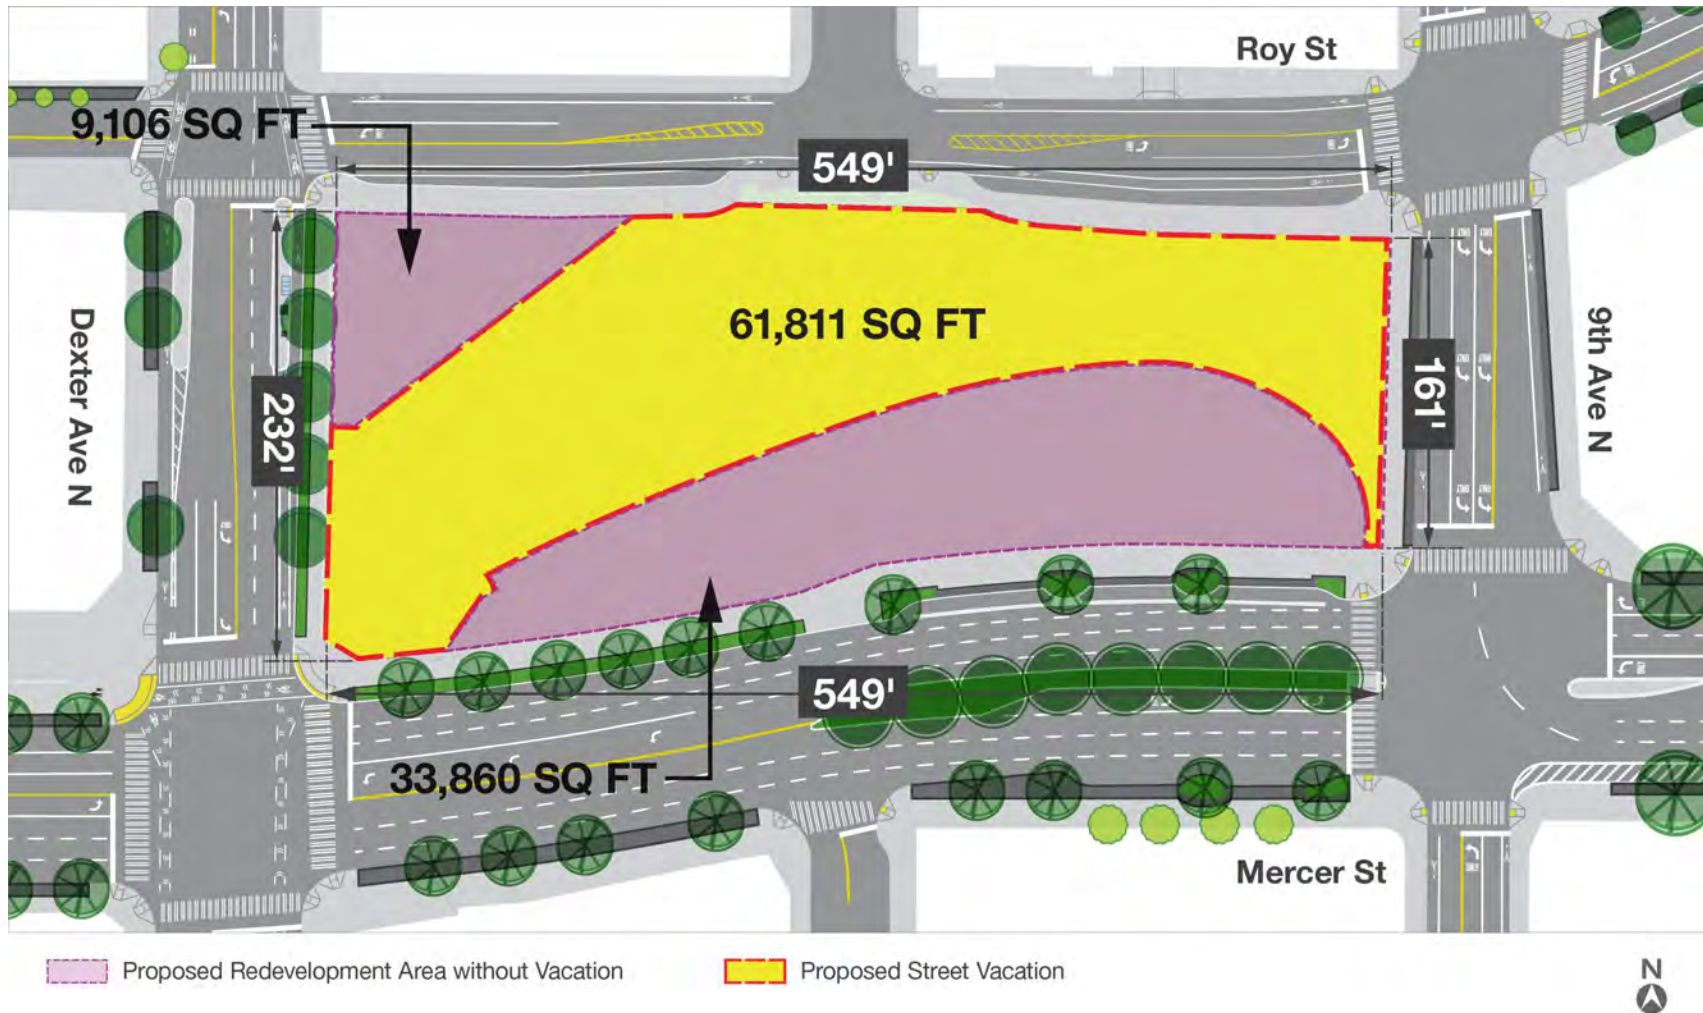 Roy St
9,106 SQ FT
549'
61,811 SQ FT
Dexter Ave N
232'
161'
9th Ave N
549'
33,860 SQ FT
Mercer St
Proposed Redevelopment Area without Vacation
Proposed Street Vacation
N